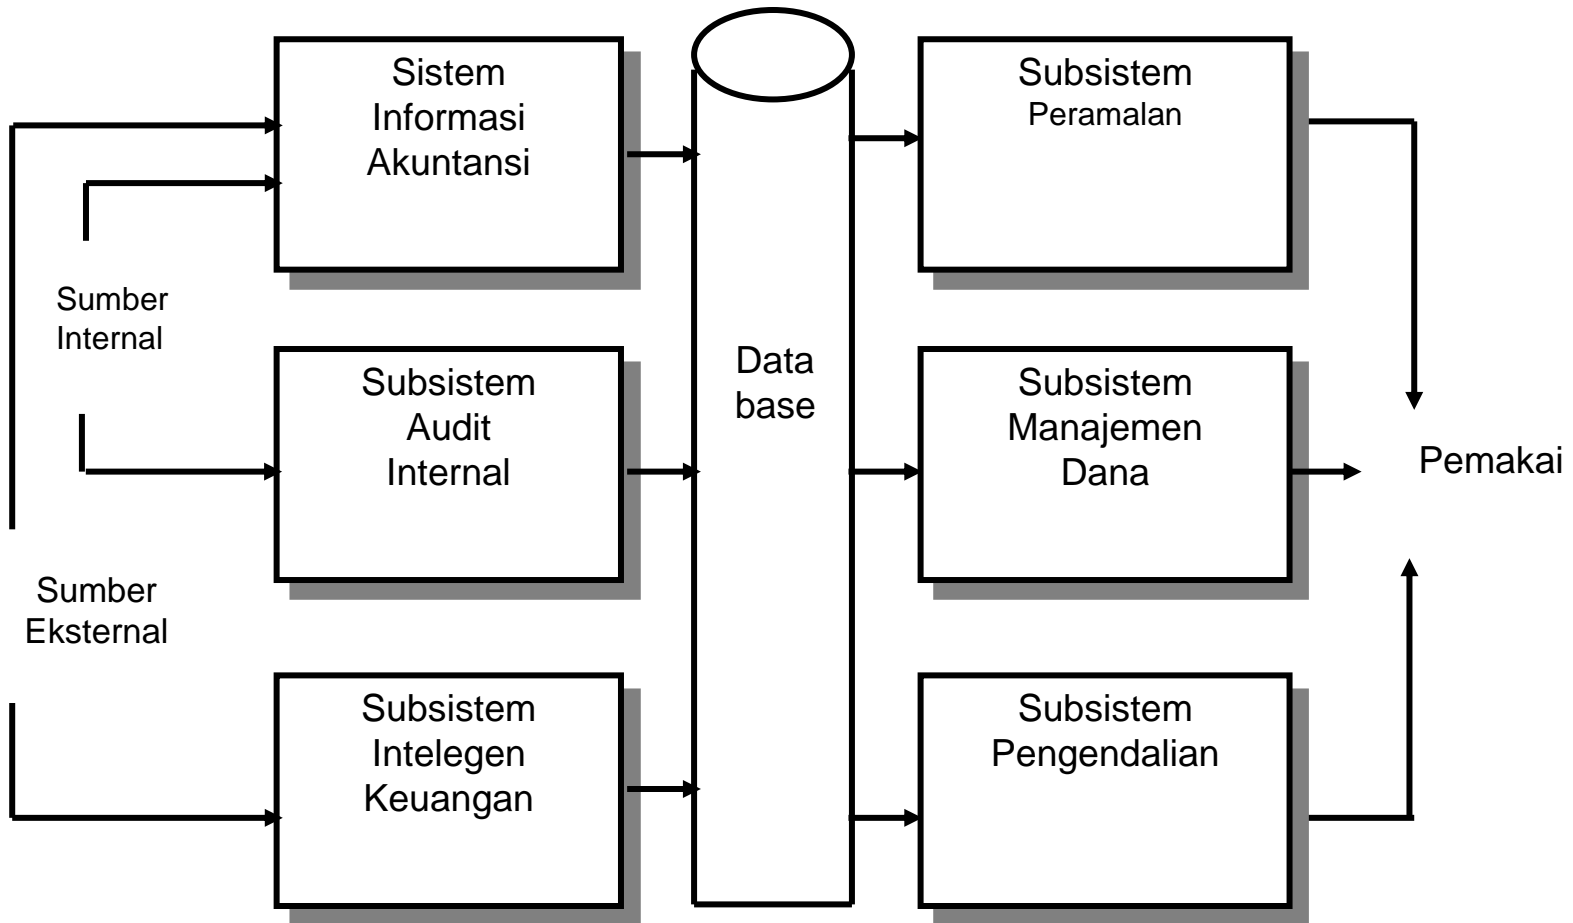 Sistem
Informasi
Akuntansi
Subsistem
Peramalan
Sumber
Internal
Subsistem
Audit
Internal
Data
base
Subsistem
Manajemen
Dana
Pemakai
Sumber
Eksternal
Subsistem
Intelegen
Keuangan
Subsistem
Pengendalian